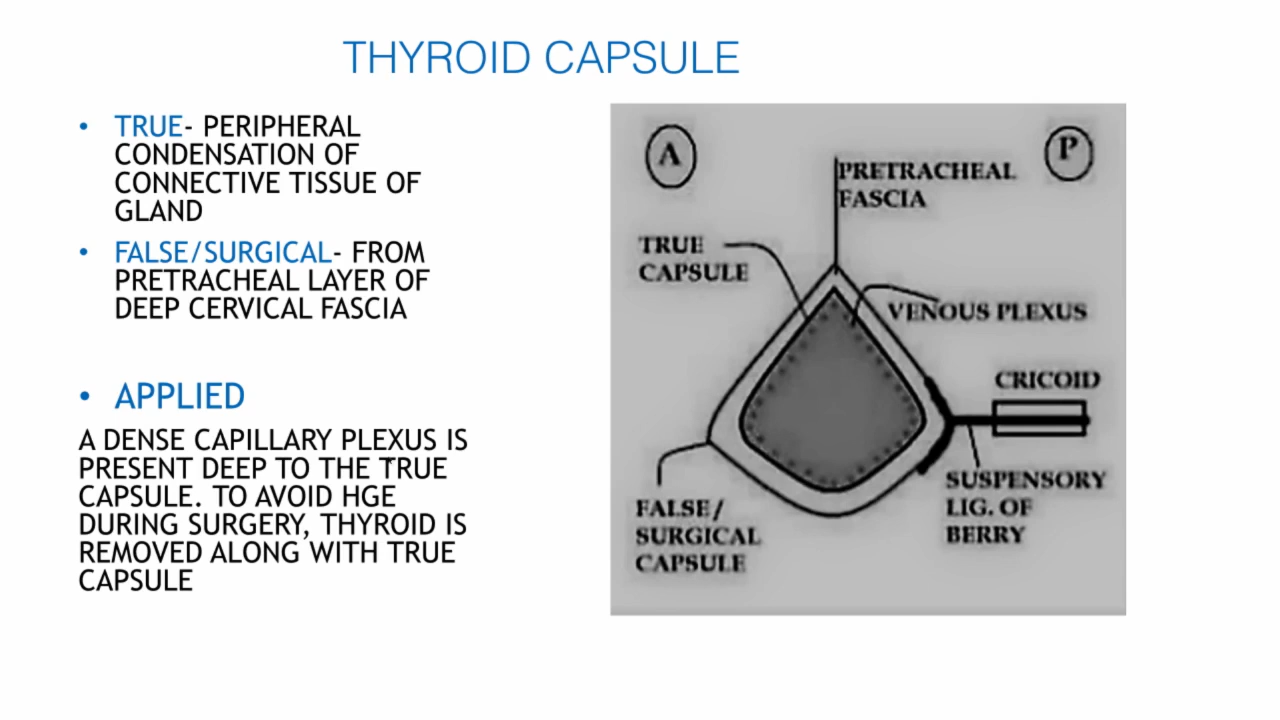 THYROID CAPSULE
• TRUE- PERIPHERAL
CONDENSATION OF
CONNECTIVE TISSUE OF
GLAND
• FALSE/SURGICAL- FROM
PRETRACHEAL LAYER OF
DEEP CERVICAL FASCIA
• APPLIED
A DENSE CAPILLARY PLEXUS IS
PRESENT DEEP TO THE TRUE
CAPSULE. TO AVOID HGE
DURING SURGERY, THYROID IS
REMOVED ALONG WITH TRUE
CAPSULE
A
P
PRETRACHEAL
FASCIA
TRUE
CAPSULE
VENOUS PLEXUS
CRICOID
SUSPENSORY
LIG. OF
BERRY
FALSE/
SURGICAL
CAPSULE